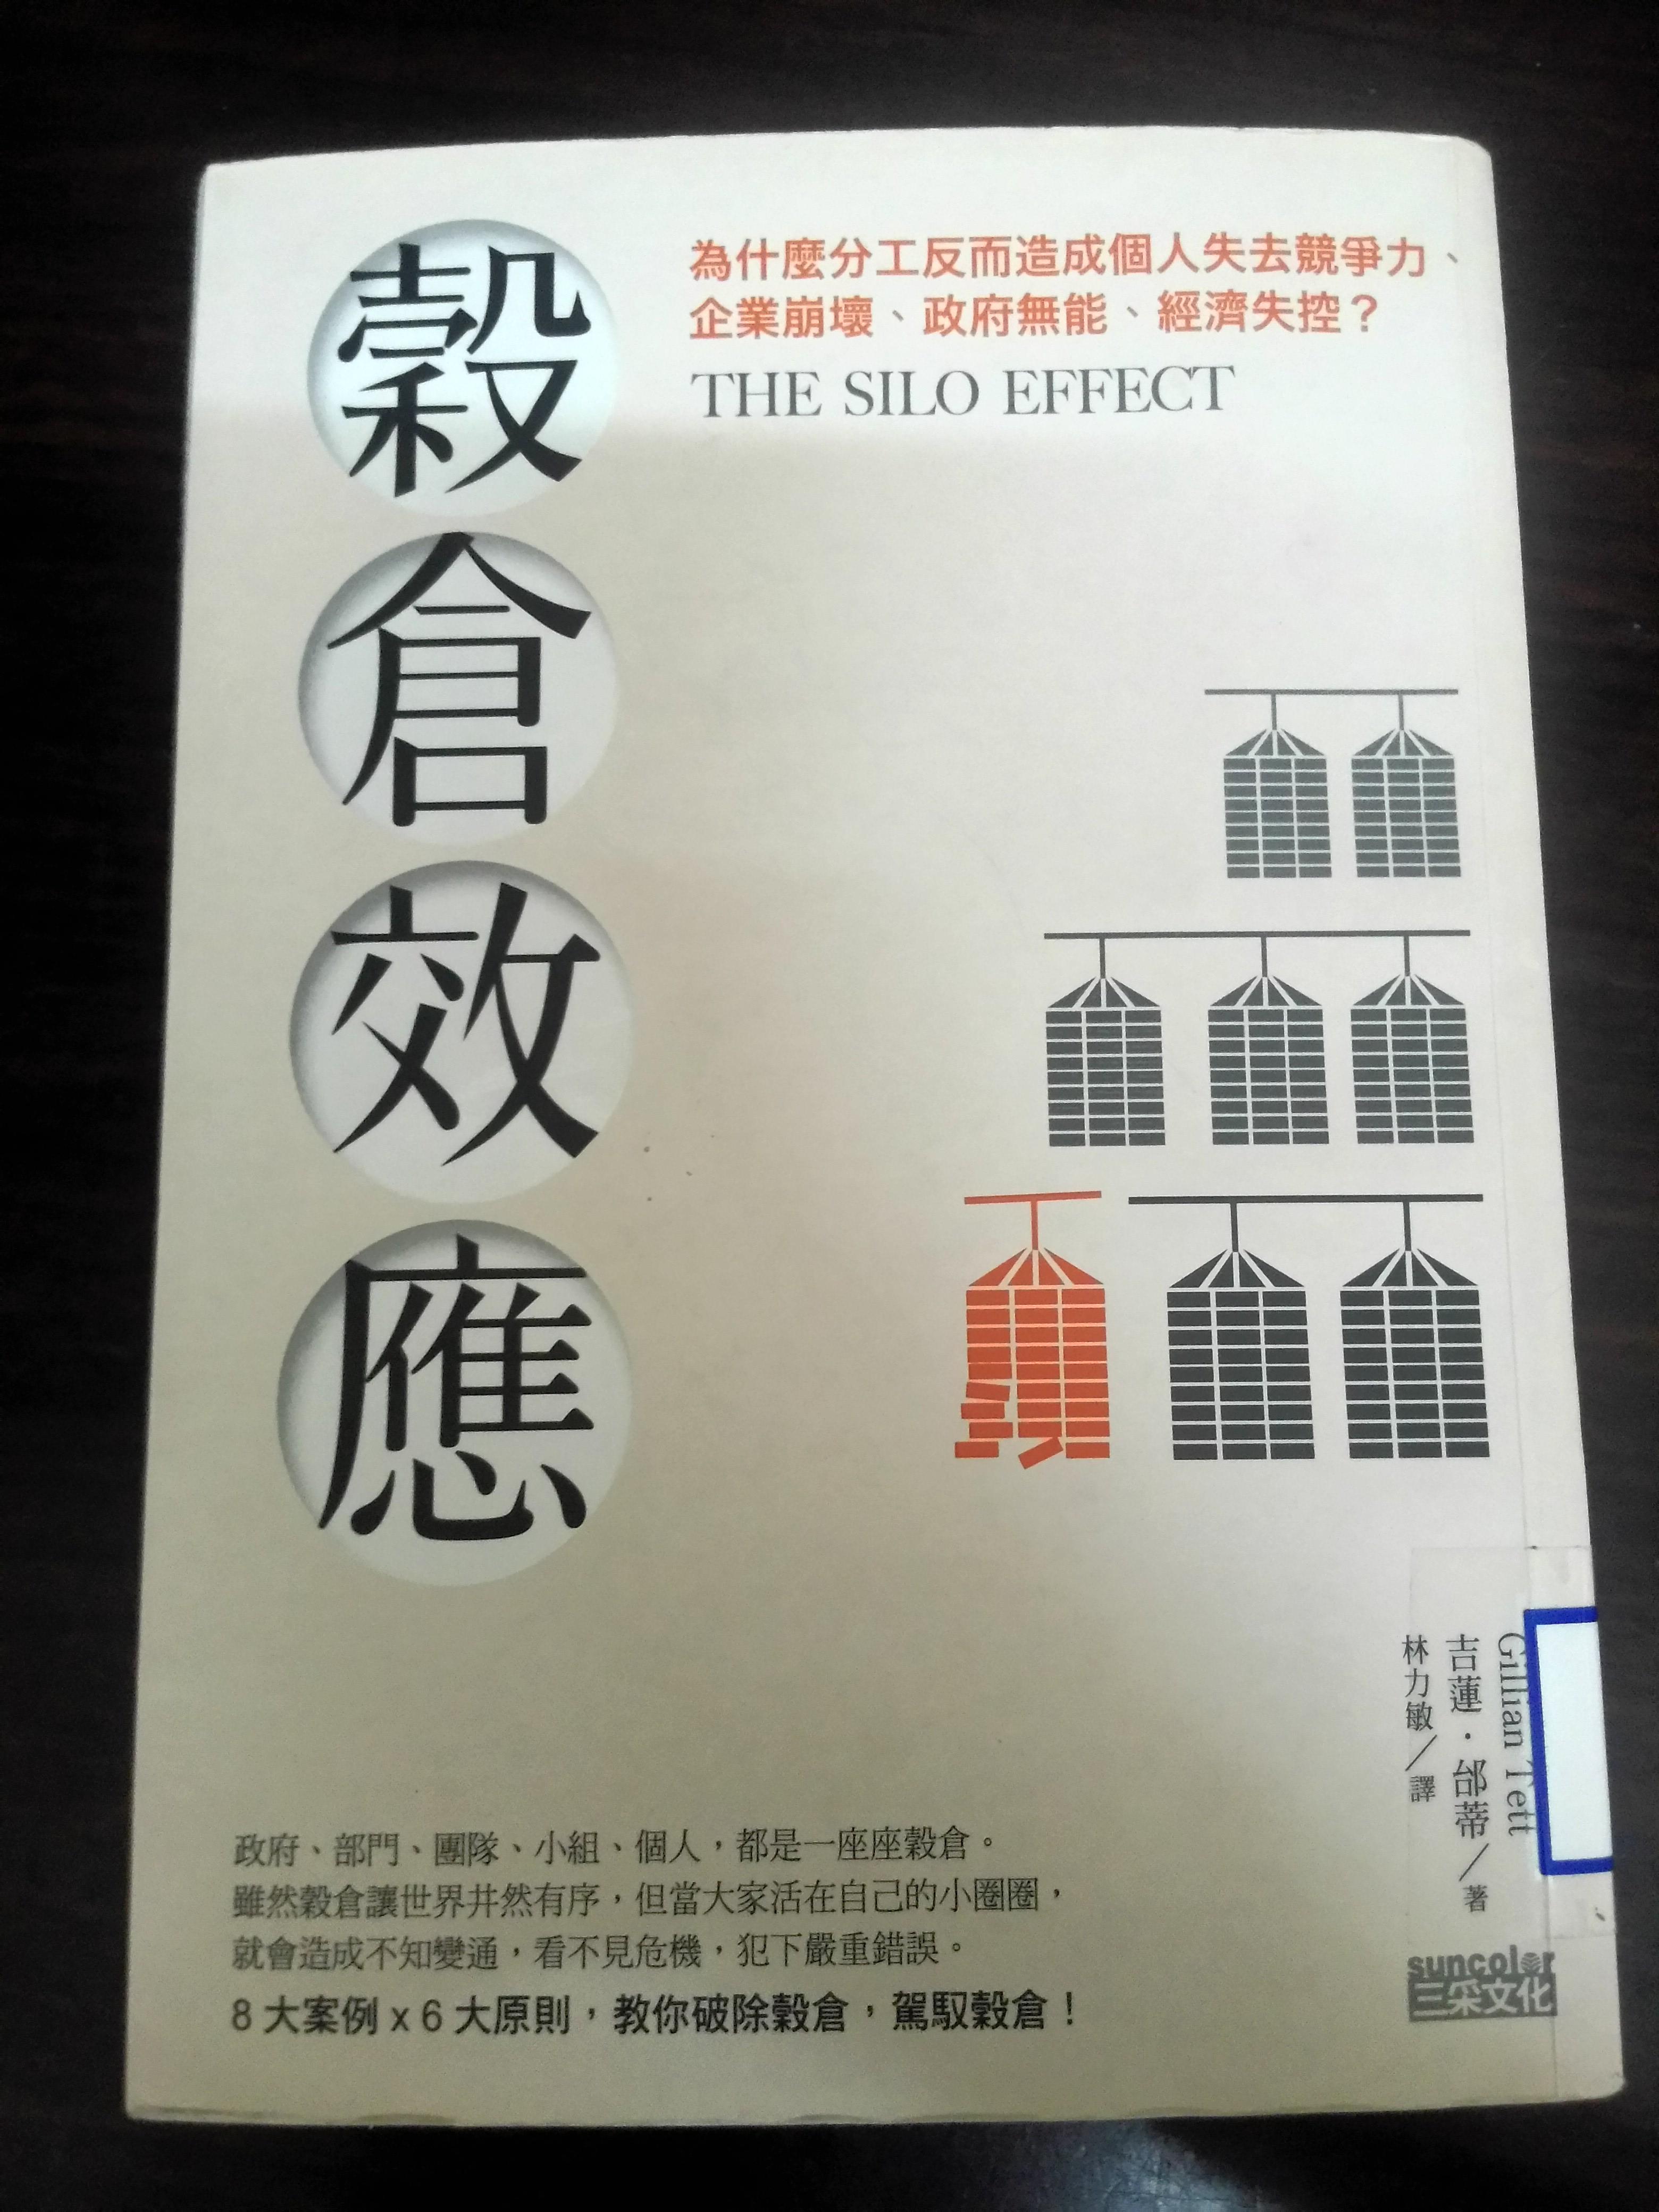 穀倉效應
為什麼分工反而造成個人失去競爭力、
企業崩壞、政府無能、經濟失控？
THE SILO EFFECT
Gillian Tett
吉蓮．邰蒂／著
林力敏／譯
政府、部門、團隊、小組、個人，都是一座座穀倉。
雖然穀倉讓世界井然有序，但當大家活在自己的小圈圈，
就會造成不知變通，看不見危機，犯下嚴重錯誤。
8大案例x6大原則，教你破除穀倉，駕馭穀倉！
suncolor
三采文化